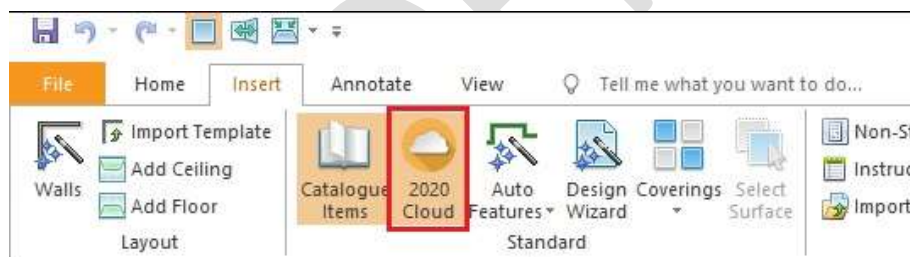 File Home Insert Annotate View Tell me what you want to do...
Import Template
Add Ceiling
Add Floor
Walls
Layout
Catalogue Items
2020 Cloud
Auto Features
Design Wizard
Coverings
Select Surface
Standard
Non-S
Instruc
Import